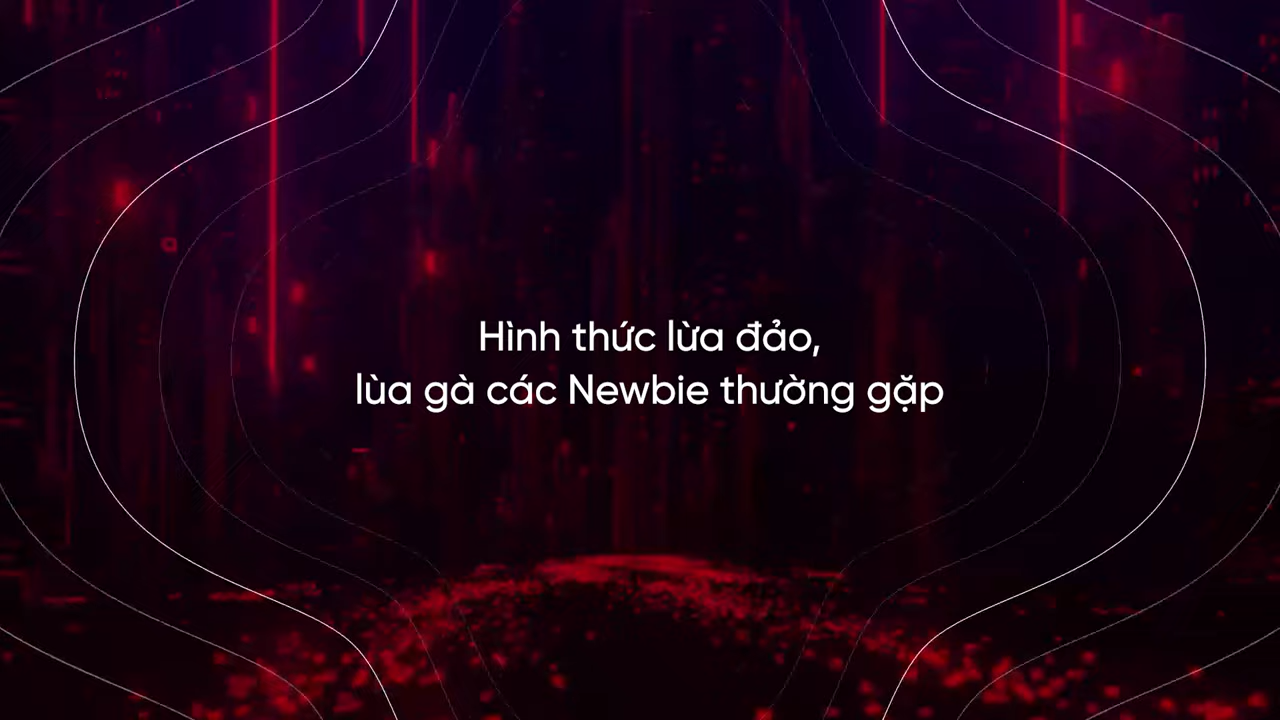 Hình thức lừa đảo,
lùa gà các Newbie thường gặp